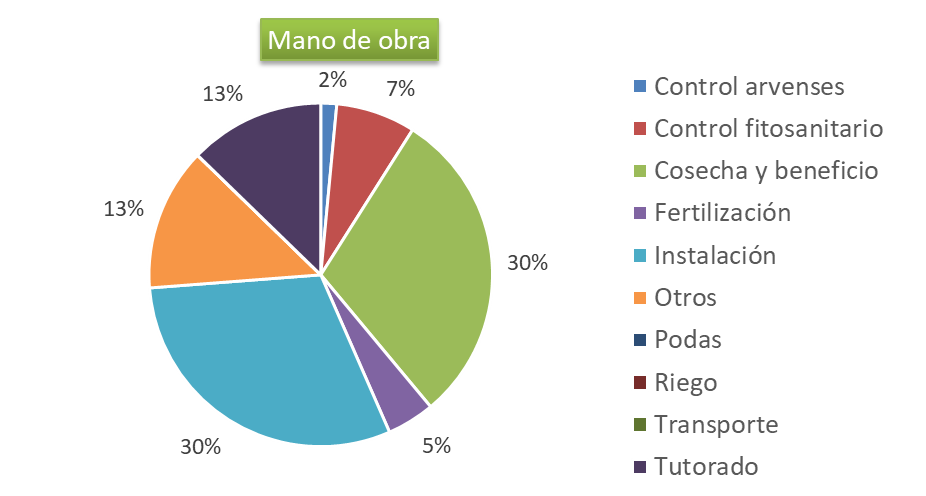 Mano de obra
2%
7%
13%
13%
30%
30%
5%
Control arvenses
Control fitosanitario
Cosecha y beneficio
Fertilización
Instalación
Otros
Podas
Riego
Transporte
Tutorado